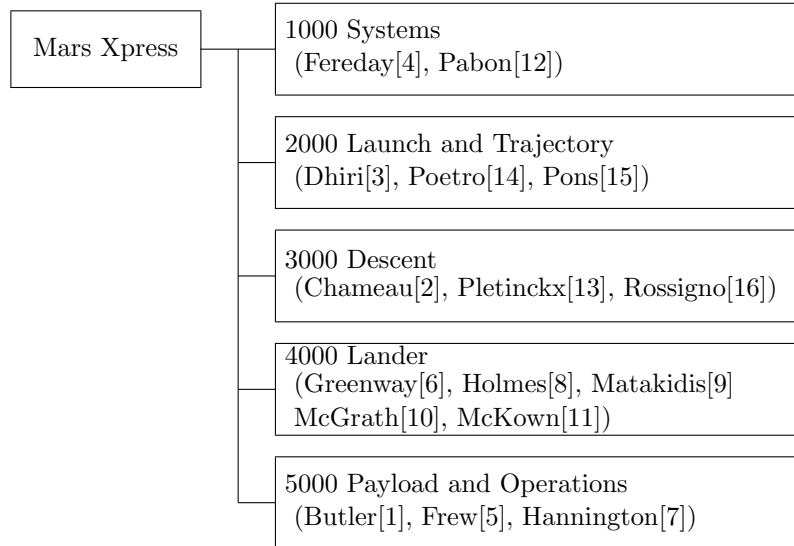 Mars Xpress
1000 Systems
(Fereday[4], Pabon[12])
2000 Launch and Trajectory
(Dhiri[3], Poetro[14], Pons[15])
3000 Descent
(Chameau[2], Pletinckx[13], Rossigno[16])
4000 Lander
(Greenway[6], Holmes[8], Matakidis[9]
McGrath[10], McKown[11])
5000 Payload and Operations
(Butler[1], Frew[5], Hannington[7])